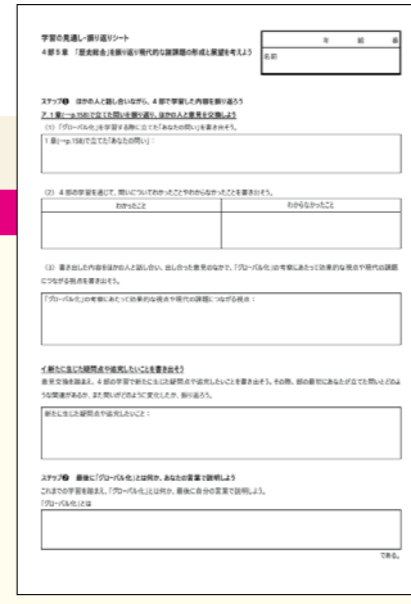 学習の見通し・振り返りシート
4部5章 「歴史総合」を振り返り現代的な諸課題の形成と展望を考えよう
年 組 番
名前
ステップ❶ ほかの人と話し合いながら、4部で学習した内容を振り返ろう
ア.1章(→p.158)で立てた問いを振り返り、ほかの人と意見を交換しよう
(1) 「グローバル化」を学習する際に立てた「あなたの問い」を書き出そう。
1章(→p.158)で立てた「あなたの問い」:
(2) 4部の学習を通じて、問いについてわかったことやわからなかったことを書き出そう。
わかったこと
わからなかったこと
(3) 書き出した内容をほかの人と話し合い、出し合った意見のなかで、「グローバル化」の考察にあたって効果的な視点や現代の課題
につながる視点を書き出そう。
「グローバル化」の考察にあたって効果的な視点や現代の課題につながる視点:
イ.新たに生じた疑問点や追究したいことを書き出そう
意見交換を踏まえ、4部の学習で新たに生じた疑問点や追究したいことを書き出そう。その際、部の最初にあなたが立てた問いとどのよ
うな関連があるか、また問いがどのように変化したか、振り返ろう。
新たに生じた疑問点や追究したいこと:
ステップ❷ 最後に「グローバル化」とは何か、あなたの言葉で説明しよう
これまでの学習を踏まえ、「グローバル化」とは何か、最後に自分の言葉で説明しよう。
「グローバル化」とは
である。